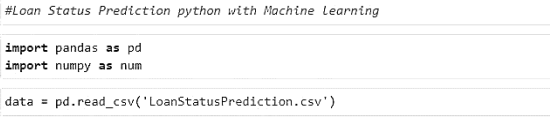 #Loan Status Prediction python with Machine Learning
import pandas as pd
import numpy as num
data = pd.read_csv('LoanStatusPrediction.csv')